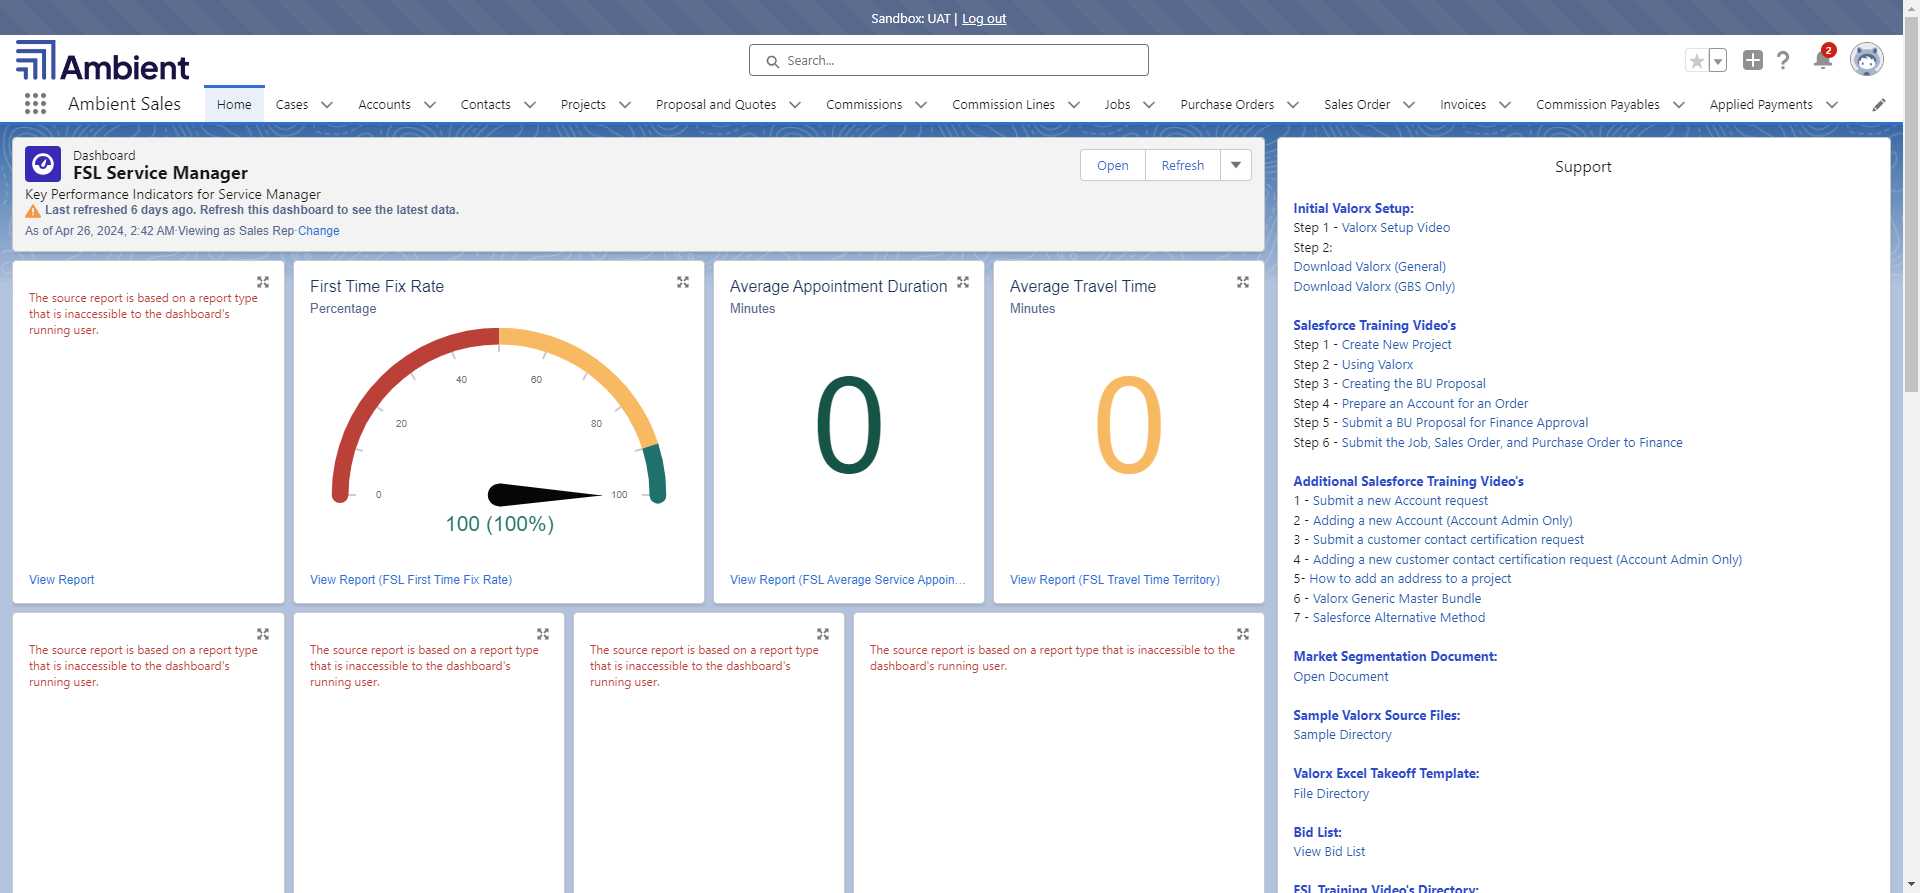 Sandbox: UAT | Log out
Ambient
Search...
2
Ambient Sales
Home
Cases
Accounts
Contacts
Projects
Proposal and Quotes
Commissions
Commission Lines
Jobs
Purchase Orders
Sales Order
Invoices
Commission Payables
Applied Payments
Dashboard
FSL Service Manager
Key Performance Indicators for Service Manager
Last refreshed 6 days ago. Refresh this dashboard to see the latest data.
As of Apr 26, 2024, 2:42 AM·Viewing as Sales Rep·Change
Open
Refresh
The source report is based on a report type
that is inaccessible to the dashboard's
running user.
View Report
First Time Fix Rate
Percentage
0
20
40
60
80
100
100 (100%)
View Report (FSL First Time Fix Rate)
Average Appointment Duration
Minutes
0
View Report (FSL Average Service Appoin...
Average Travel Time
Minutes
0
View Report (FSL Travel Time Territory)
The source report is based on a report type
that is inaccessible to the dashboard's
running user.
The source report is based on a report type
that is inaccessible to the dashboard's
running user.
The source report is based on a report type
that is inaccessible to the dashboard's
running user.
The source report is based on a report type that is inaccessible to the
dashboard's running user.
Support
Initial Valorx Setup:
Step 1 - Valorx Setup Video
Step 2:
Download Valorx (General)
Download Valorx (GBS Only)
Salesforce Training Video's
Step 1 - Create New Project
Step 2 - Using Valorx
Step 3 - Creating the BU Proposal
Step 4 - Prepare an Account for an Order
Step 5 - Submit a BU Proposal for Finance Approval
Step 6 - Submit the Job, Sales Order, and Purchase Order to Finance
Additional Salesforce Training Video's
1 - Submit a new Account request
2 - Adding a new Account (Account Admin Only)
3 - Submit a customer contact certification request
4 - Adding a new customer contact certification request (Account Admin Only)
5- How to add an address to a project
6 - Valorx Generic Master Bundle
7 - Salesforce Alternative Method
Market Segmentation Document:
Open Document
Sample Valorx Source Files:
Sample Directory
Valorx Excel Takeoff Template:
File Directory
Bid List:
View Bid List
FSL Training Video's Directory: